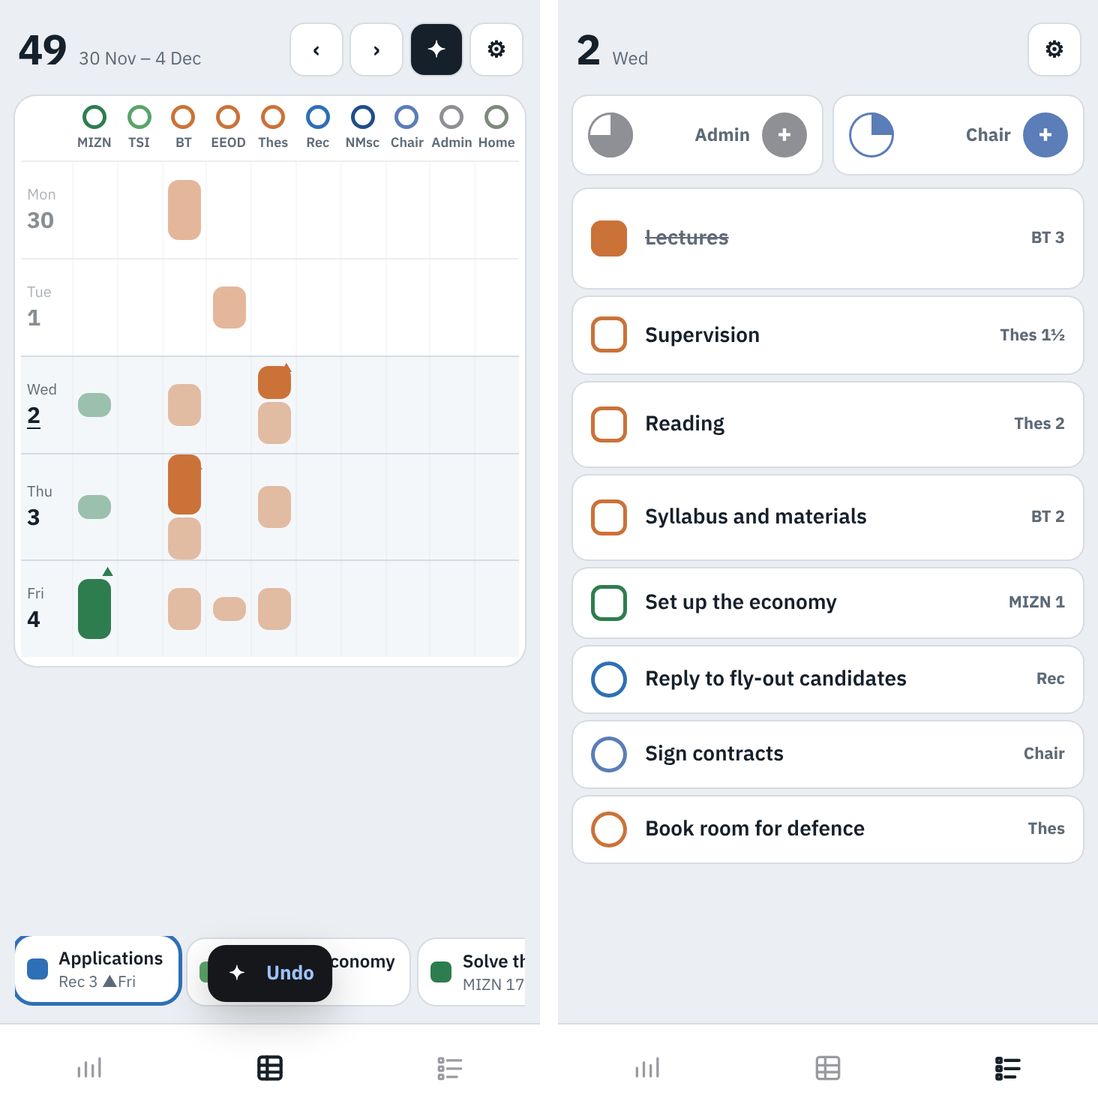 49 30 Nov – 4 Dec
MIZN TSI BT EEOD Thes Rec NMsc Chair Admin Home
Mon
30
Tue
1
Wed
2
Thu
3
Fri
4
Applications
Rec 3 ▲Fri
conomy
Solve th
MIZN 17
Undo
2 Wed
Admin +
Chair +
Lectures BT 3
Supervision Thes 1½
Reading Thes 2
Syllabus and materials BT 2
Set up the economy MIZN 1
Reply to fly-out candidates Rec
Sign contracts Chair
Book room for defence Thes